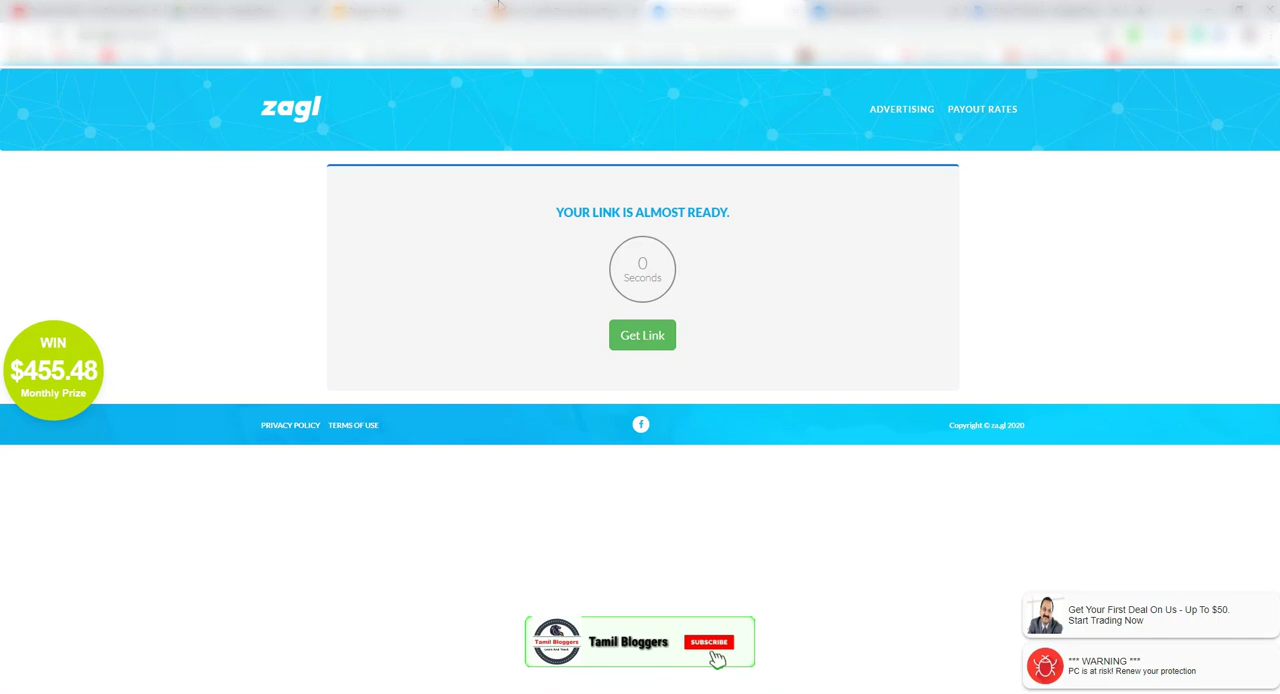 zagl
ADVERTISING PAYOUT RATES
YOUR LINK IS ALMOST READY.
0
Seconds
Get Link
WIN
$455.48
Monthly Prize
PRIVACY POLICY TERMS OF USE
f
Copyright © za.gl 2020
Get Your First Deal On Us - Up To $50.
Start Trading Now
Tamil Bloggers
Tamil Bloggers
SUBSCRIBE
*** WARNING ***
PC is at risk! Renew your protection